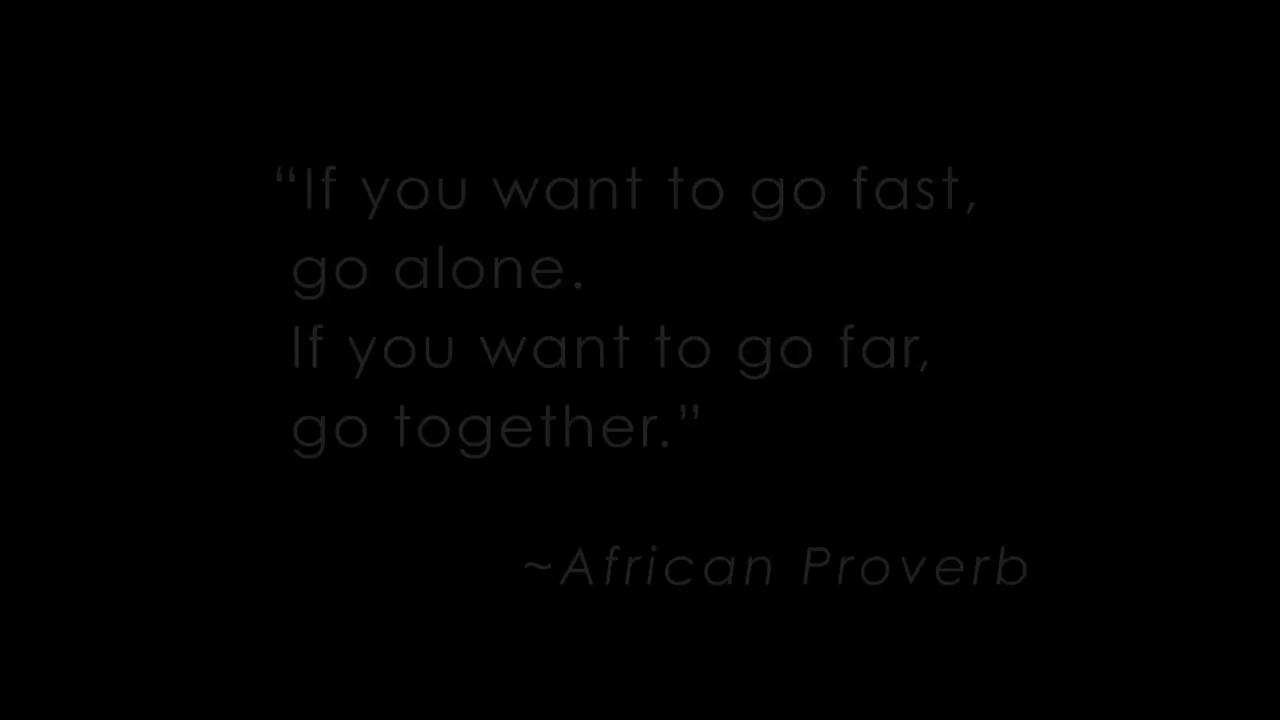 “If you want to go fast,
go alone.
If you want to go far,
go together.”
~African Proverb